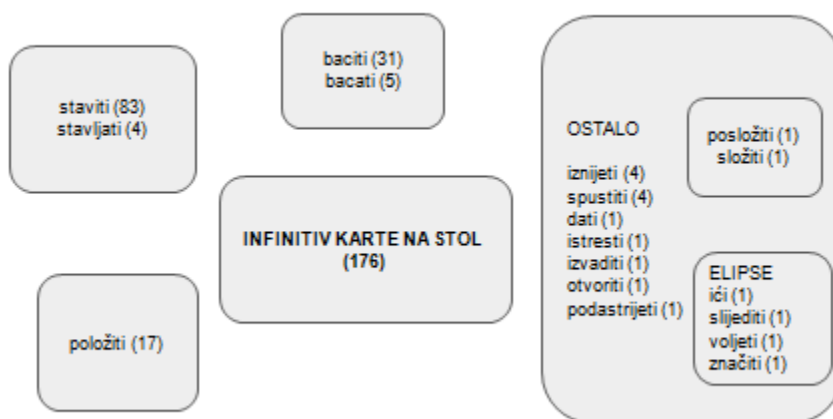 staviti (83)
stavljati (4)
baciti (31)
bacati (5)
INFINITIV KARTE NA STOL
(176)
položiti (17)
OSTALO
iznijeti (4)
spustiti (4)
dati (1)
istresti (1)
izvaditi (1)
otvoriti (1)
podastrijeti (1)
posložiti (1)
složiti (1)
ELIPSE
ići (1)
slijediti (1)
voljeti (1)
značiti (1)